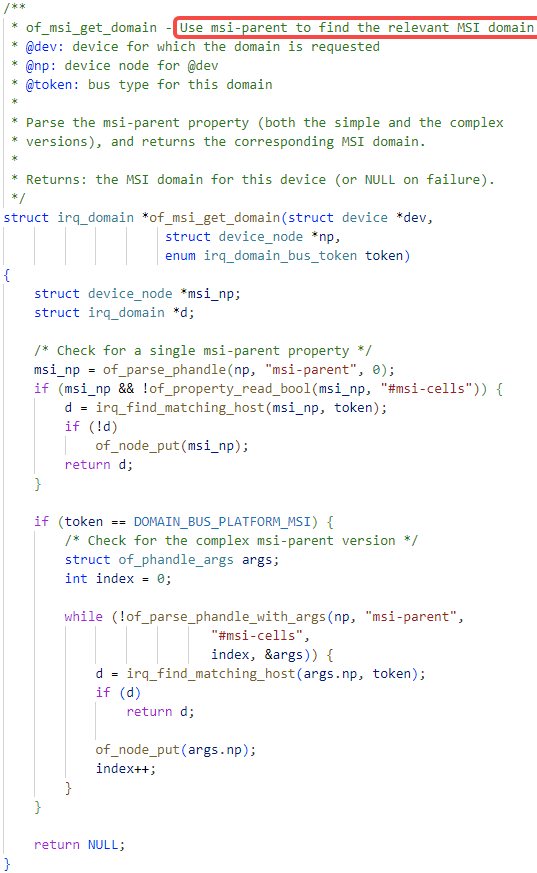 /**
 * of_msi_get_domain - Use msi-parent to find the relevant MSI domain
 * @dev: device for which the domain is requested
 * @np: device node for @dev
 * @token: bus type for this domain
 *
 * Parse the msi-parent property (both the simple and the complex
 * versions), and returns the corresponding MSI domain.
 *
 * Returns: the MSI domain for this device (or NULL on failure).
 */
struct irq_domain *of_msi_get_domain(struct device *dev,
                     struct device_node *np,
                     enum irq_domain_bus_token token)
{
    struct device_node *msi_np;
    struct irq_domain *d;

    /* Check for a single msi-parent property */
    msi_np = of_parse_phandle(np, "msi-parent", 0);
    if (msi_np && !of_property_read_bool(msi_np, "#msi-cells")) {
        d = irq_find_matching_host(msi_np, token);
        if (!d)
            of_node_put(msi_np);
        return d;
    }

    if (token == DOMAIN_BUS_PLATFORM_MSI) {
        /* Check for the complex msi-parent version */
        struct of_phandle_args args;
        int index = 0;

        while (!of_parse_phandle_with_args(np, "msi-parent",
                           "#msi-cells",
                           index, &args)) {
            d = irq_find_matching_host(args.np, token);
            if (d)
                return d;

            of_node_put(args.np);
            index++;
        }
    }

    return NULL;
}